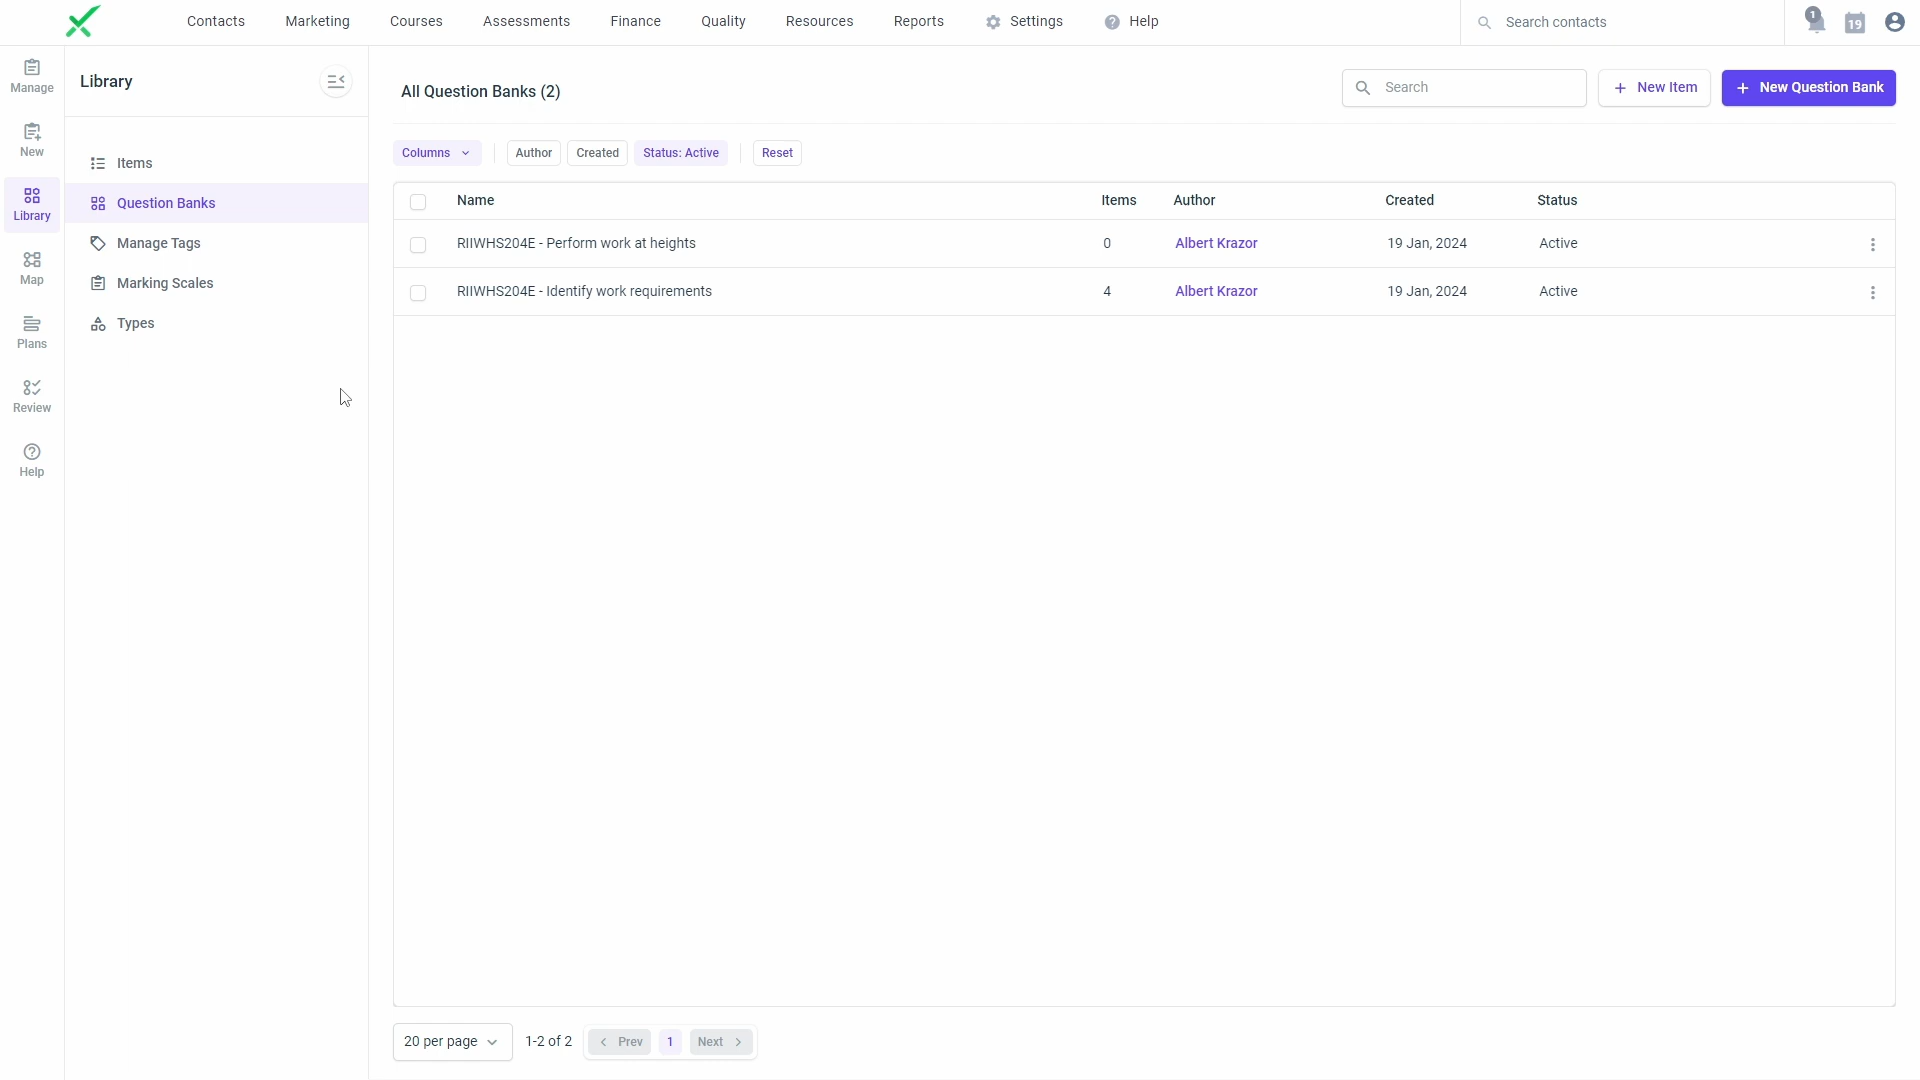 Contacts Marketing Courses Assessments Finance Quality Resources Reports Settings Help Search contacts 1 19
Manage
New
Library
Map
Plans
Review
Help
Library
Items
Question Banks
Manage Tags
Marking Scales
Types
All Question Banks (2) Search + New Item + New Question Bank
Columns Author Created Status: Active Reset
Name Items Author Created Status
RIIWHS204E - Perform work at heights 0 Albert Krazor 19 Jan, 2024 Active
RIIWHS204E - Identify work requirements 4 Albert Krazor 19 Jan, 2024 Active
20 per page 1-2 of 2 Prev 1 Next